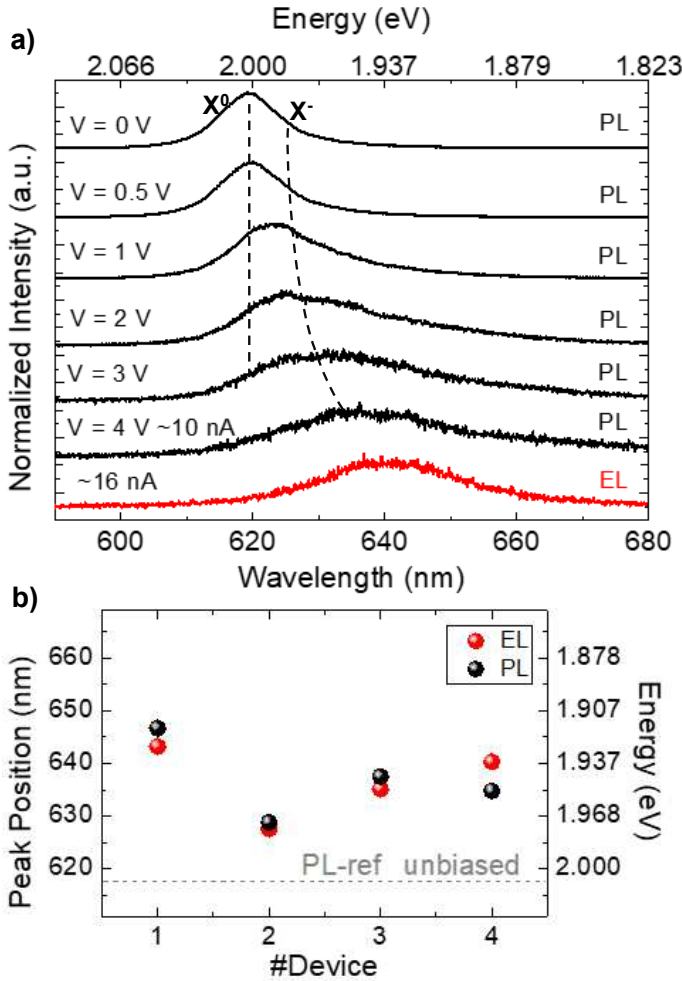 Energy (eV)
a)
2.066 2.000 1.937 1.879 1.823
X⁰ X⁻
V = 0 V PL
V = 0.5 V PL
V = 1 V PL
V = 2 V PL
V = 3 V PL
V = 4 V ~10 nA PL
~16 nA EL
Normalized Intensity (a.u.)
600 620 640 660 680
Wavelength (nm)
b)
EL
PL
660 1.878
650 1.907
640 1.937
630 1.968
620 2.000
PL-ref unbiased
Peak Position (nm)
Energy (eV)
1 2 3 4
#Device